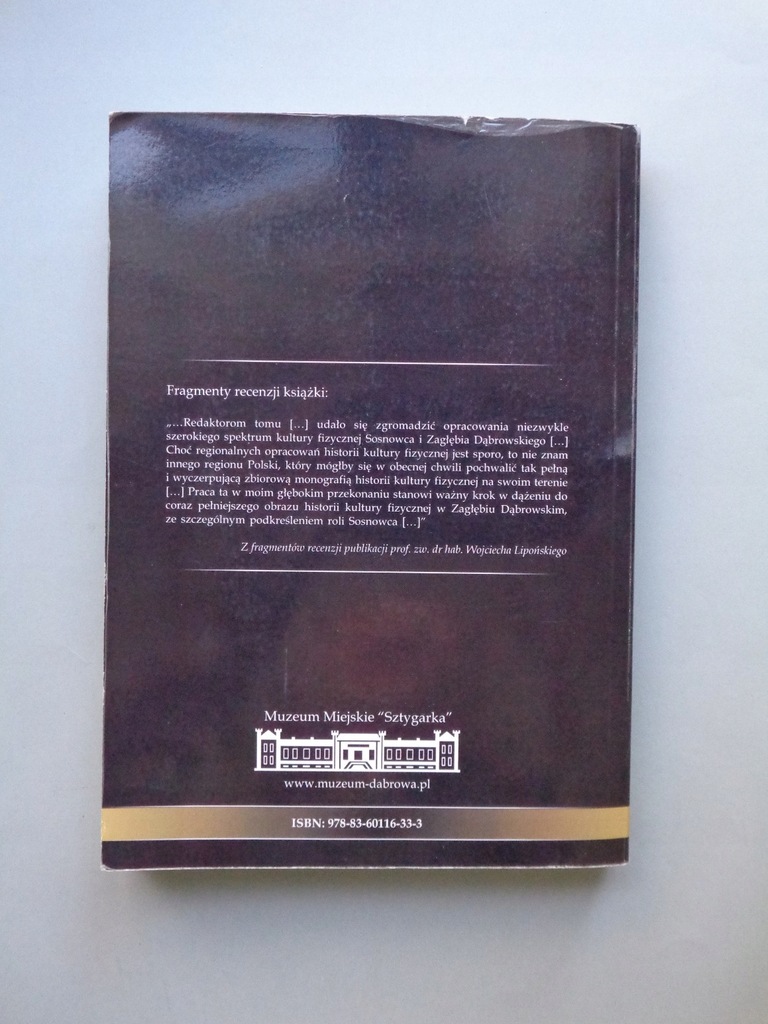 Fragmenty recenzji książki:
„…Redaktorom tomu […] udało się zgromadzić opracowania niezwykle
szerokiego spektrum kultury fizycznej Sosnowca i Zagłębia Dąbrowskiego […]
Choć regionalnych opracowań historii kultury fizycznej jest sporo, to nie znam
innego regionu Polski, który mógłby się w obecnej chwili pochwalić tak pełną
i wyczerpującą zbiorową monografią historii kultury fizycznej na swoim terenie
[…] Praca ta w moim głębokim przekonaniu stanowi ważny krok w dążeniu do
coraz pełniejszego obrazu historii kultury fizycznej w Zagłębiu Dąbrowskim,
ze szczególnym podkreśleniem roli Sosnowca […]”
Z fragmentów recenzji publikacji prof. zw. dr hab. Wojciecha Lipońskiego
Muzeum Miejskie "Sztygarka"
www.muzeum-dabrowa.pl
ISBN: 978-83-60116-33-3